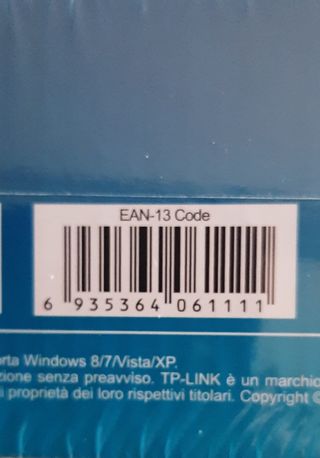 EAN-13 Code
6 935364 061111
orta Windows 8/7/Vista/XP.
zione senza preavviso. TP-LINK è un marchio
i proprietà dei loro rispettivi titolari. Copyright ©